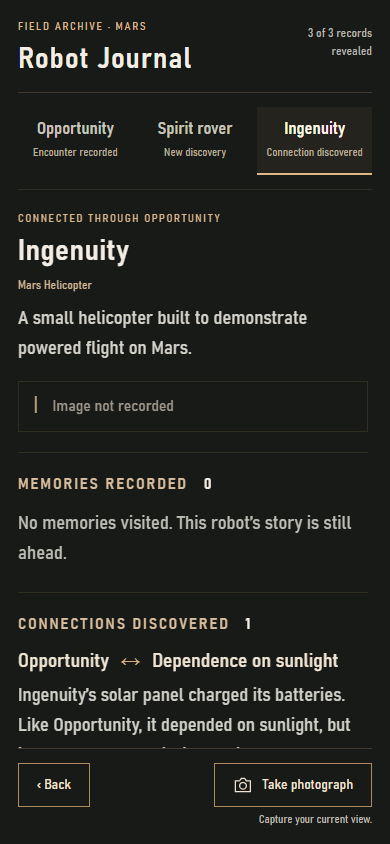 FIELD ARCHIVE · MARS
Robot Journal
3 of 3 records
revealed
Opportunity
Encounter recorded
Spirit rover
New discovery
Ingenuity
Connection discovered
CONNECTED THROUGH OPPORTUNITY
Ingenuity
Mars Helicopter
A small helicopter built to demonstrate
powered flight on Mars.
Image not recorded
MEMORIES RECORDED 0
No memories visited. This robot's story is still
ahead.
CONNECTIONS DISCOVERED 1
Opportunity ↔ Dependence on sunlight
Ingenuity's solar panel charged its batteries.
Like Opportunity, it depended on sunlight, but
‹ Back
Take photograph
Capture your current view.